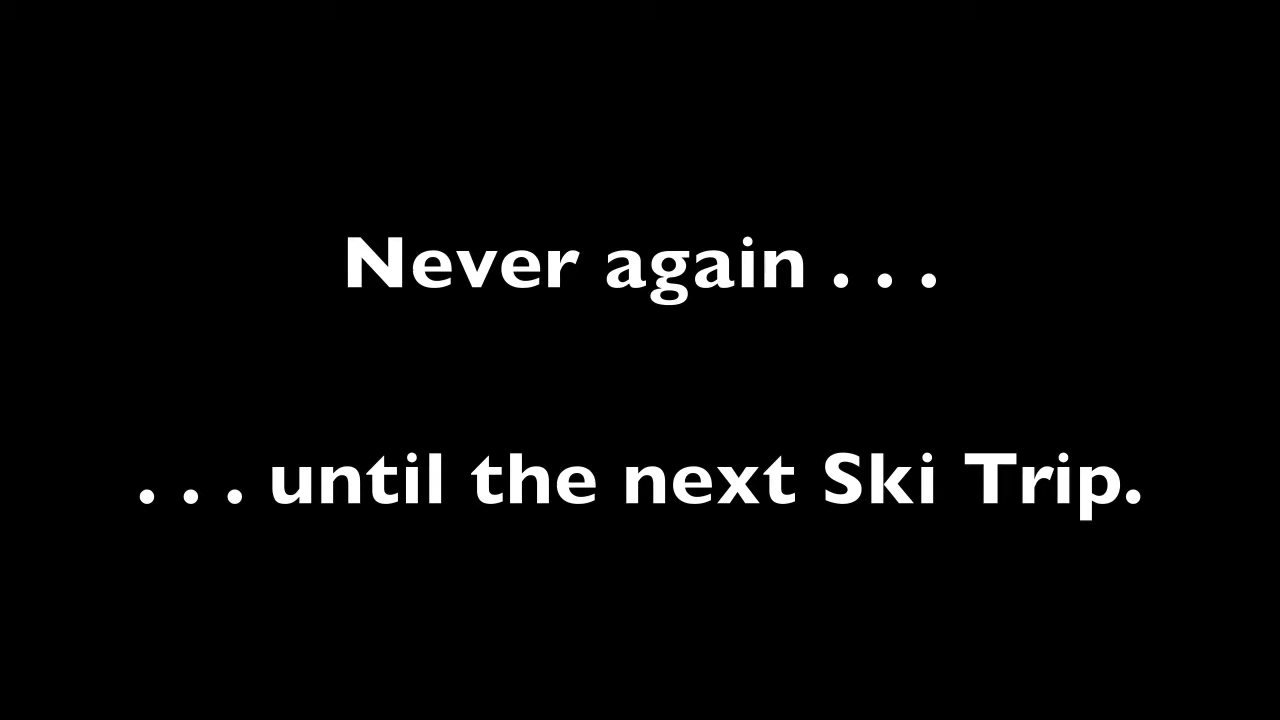 Never again . . .
. . . until the next Ski Trip.